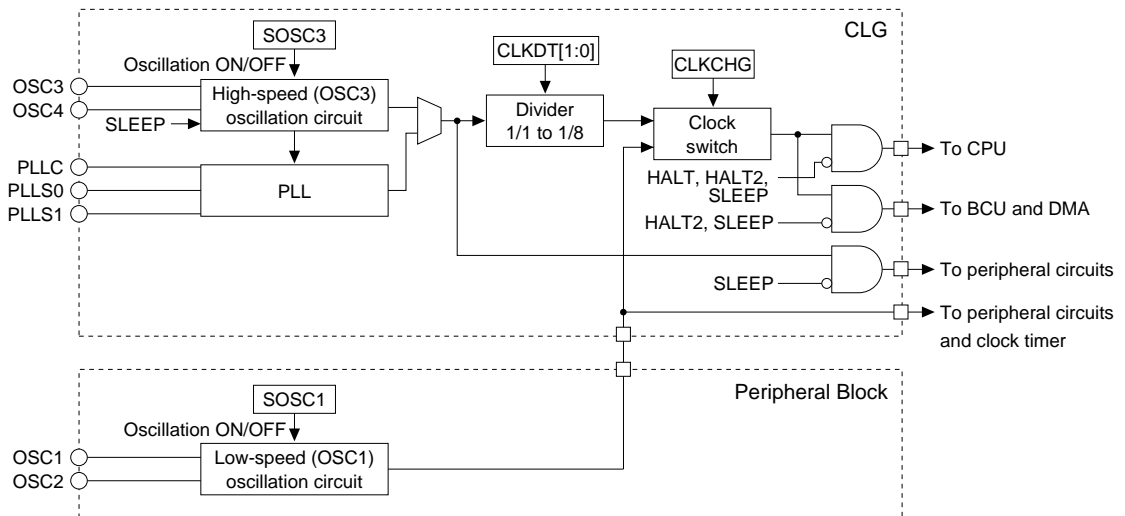 CLG
SOSC3
Oscillation ON/OFF
OSC3
OSC4
SLEEP
High-speed (OSC3)
oscillation circuit
CLKDT[1:0]
Divider
1/1 to 1/8
CLKCHG
Clock
switch
PLLC
PLLS0
PLLS1
PLL
HALT, HALT2,
SLEEP
To CPU
HALT2, SLEEP
To BCU and DMA
SLEEP
To peripheral circuits
To peripheral circuits
and clock timer
Peripheral Block
SOSC1
Oscillation ON/OFF
OSC1
OSC2
Low-speed (OSC1)
oscillation circuit